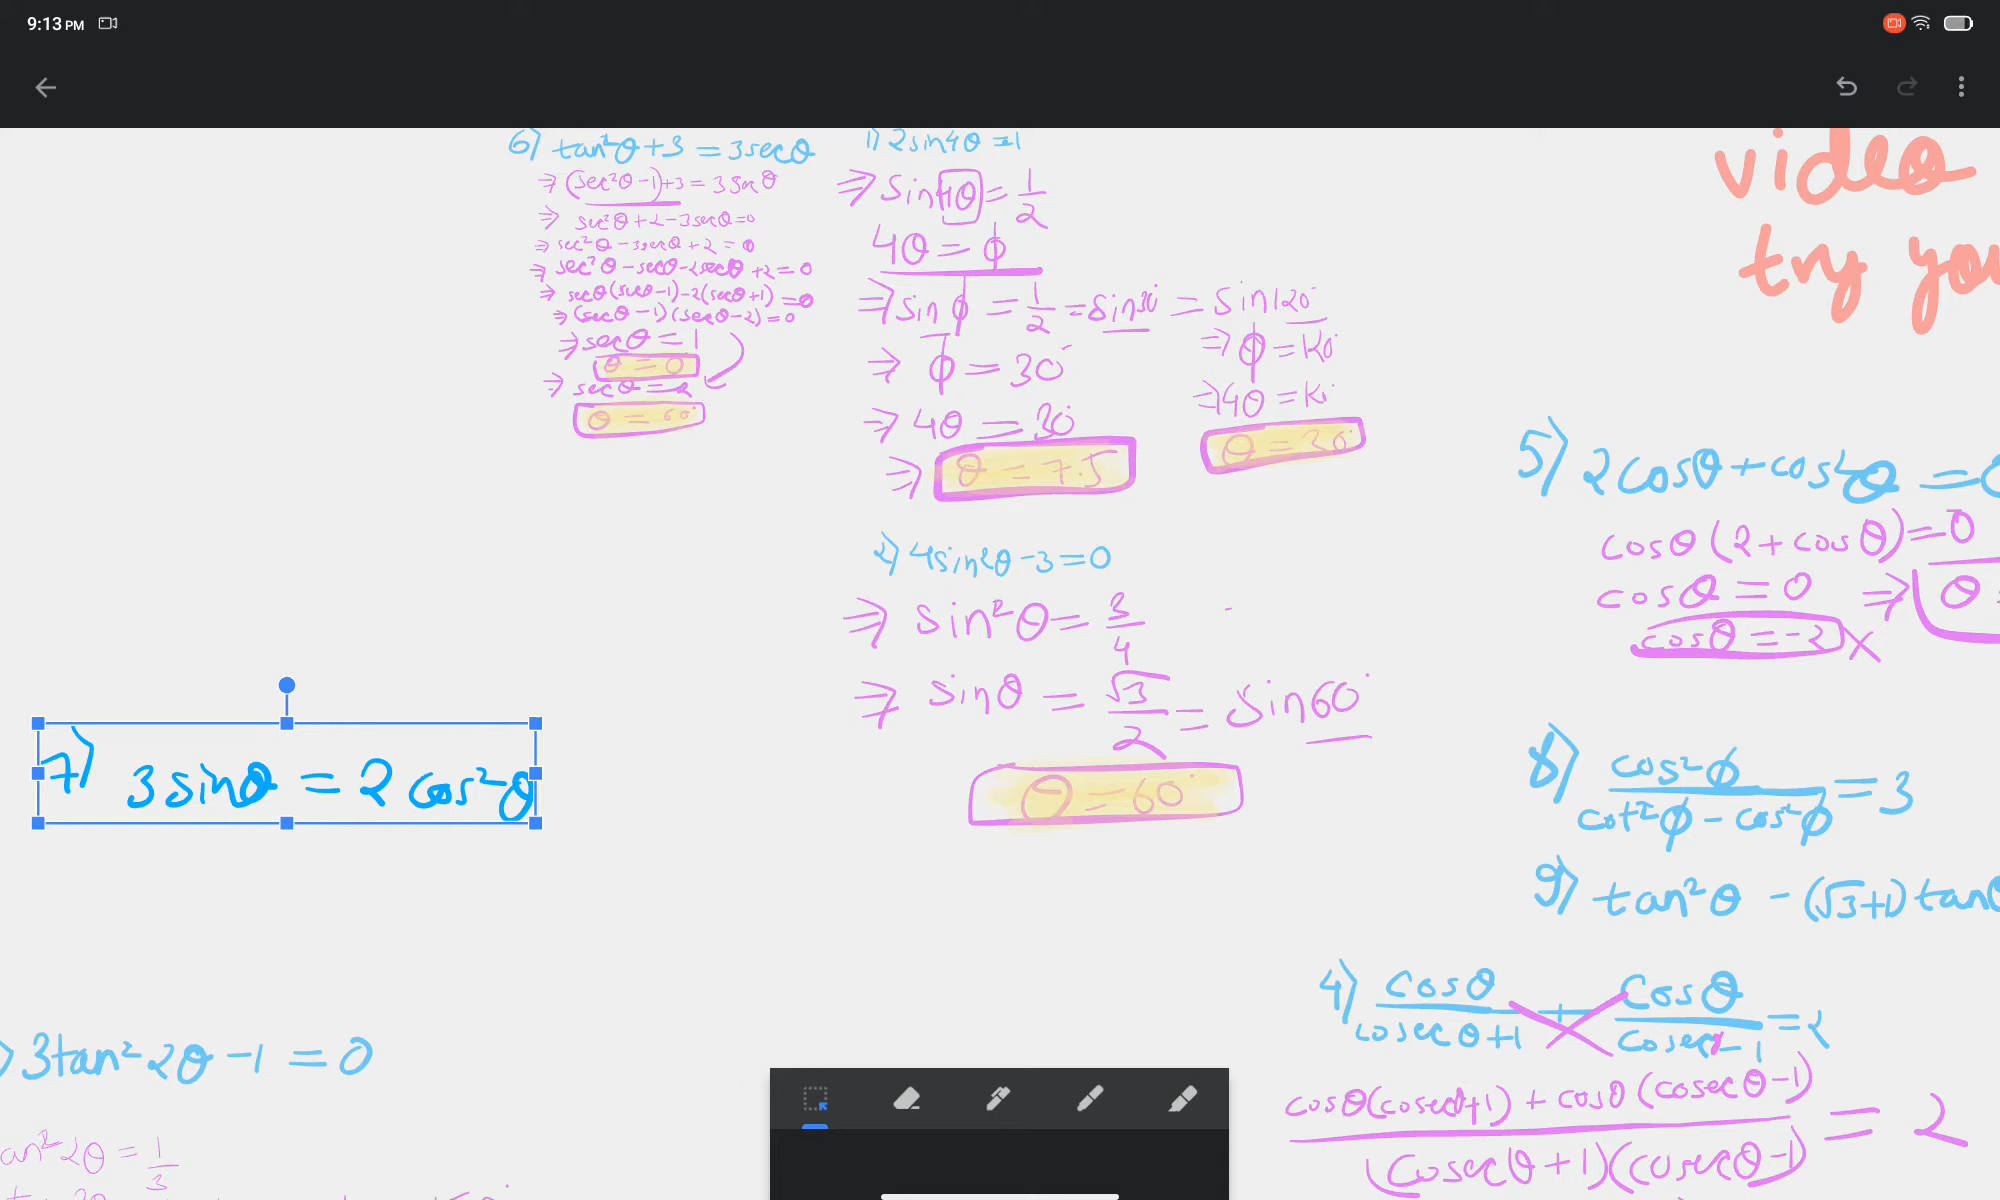 9:13 PM
6) tan²θ+3 = 3secθ
⇒ (sec²θ-1)+3 = 3secθ
⇒ sec²θ+2-3secθ=0
⇒ sec²θ-3secθ+2=0
⇒ sec²θ-secθ-2secθ+2=0
⇒ secθ(secθ-1)-2(secθ+1)=0
⇒ (secθ-1)(secθ-2)=0
⇒ secθ = 1
θ = 0°
⇒ secθ = 2
θ = 60°
1) 2sin4θ=1
⇒ sin4θ = 1/2
4θ = ϕ
⇒ sin ϕ = 1/2 = sin30° = sin120°
⇒ ϕ = 30°
⇒ 4θ = 30°
⇒ θ = 7.5
⇒ ϕ =
⇒ 4θ =
θ = 30°
2) 4sin²θ-3=0
⇒ sin²θ = 3/4
⇒ sinθ = √3/2 = sin60°
θ = 60°
video
try you
5) 2cosθ+cos²θ = 0
cosθ(2+cosθ)=0
cosθ = 0 ⇒ θ
cosθ = -2 ×
7) 3sinθ = 2cos²θ
8) cos²ϕ/(cot²ϕ - cos²ϕ) = 3
9) tan²θ - (√3+1)tanθ
4) cosθ/(cosecθ+1) + cosθ/(cosecθ-1) = 2
(cosθ(cosecθ+1) + cosθ(cosecθ-1))/((cosecθ+1)(cosecθ-1)) = 2
) 3tan²2θ-1 = 0
tan²2θ = 1/3